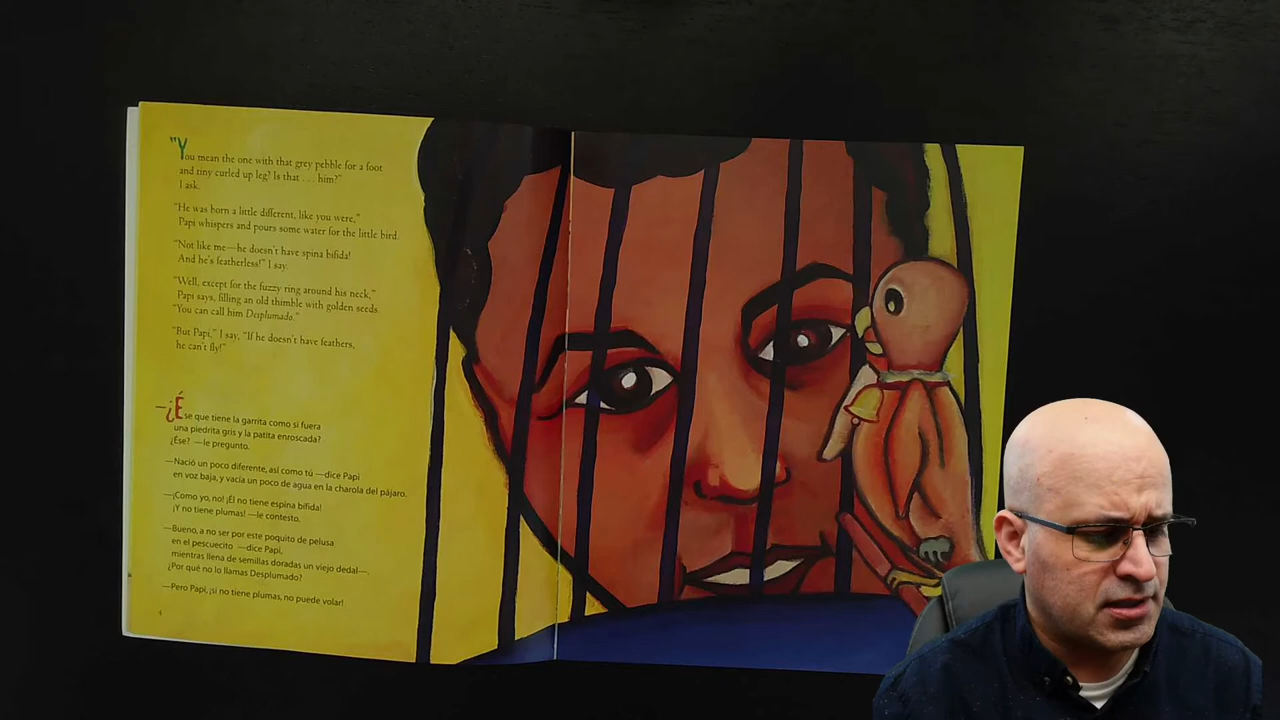 "You mean the one with that grey pebble for a foot
and tiny curled up leg? Is that . . . him?"
I ask.
"He was born a little different, like you were,"
Papi whispers and pours some water for the little bird.
"Not like me—he doesn't have spina bifida!
And he's featherless!" I say.
"Well, except for the fuzzy ring around his neck,"
Papi says, filling an old thimble with golden seeds.
"You can call him Desplumado."
"But Papi," I say, "If he doesn't have feathers,
he can't fly!"
—¿Ése que tiene la garrita como si fuera
una piedrita gris y la patita enroscada?
¿Ése? —le pregunto.
—Nació un poco diferente, así como tú —dice Papi
en voz baja, y vacía un poco de agua en la charola del pájaro.
—¡Como yo, no! ¡Él no tiene espina bífida!
¡Y no tiene plumas! —le contesto.
—Bueno, a no ser por este poquito de pelusa
en el pescuecito —dice Papi,
mientras llena de semillas doradas un viejo dedal—.
¿Por qué no lo llamas Desplumado?
—Pero Papi, ¡si no tiene plumas, no puede volar!
4